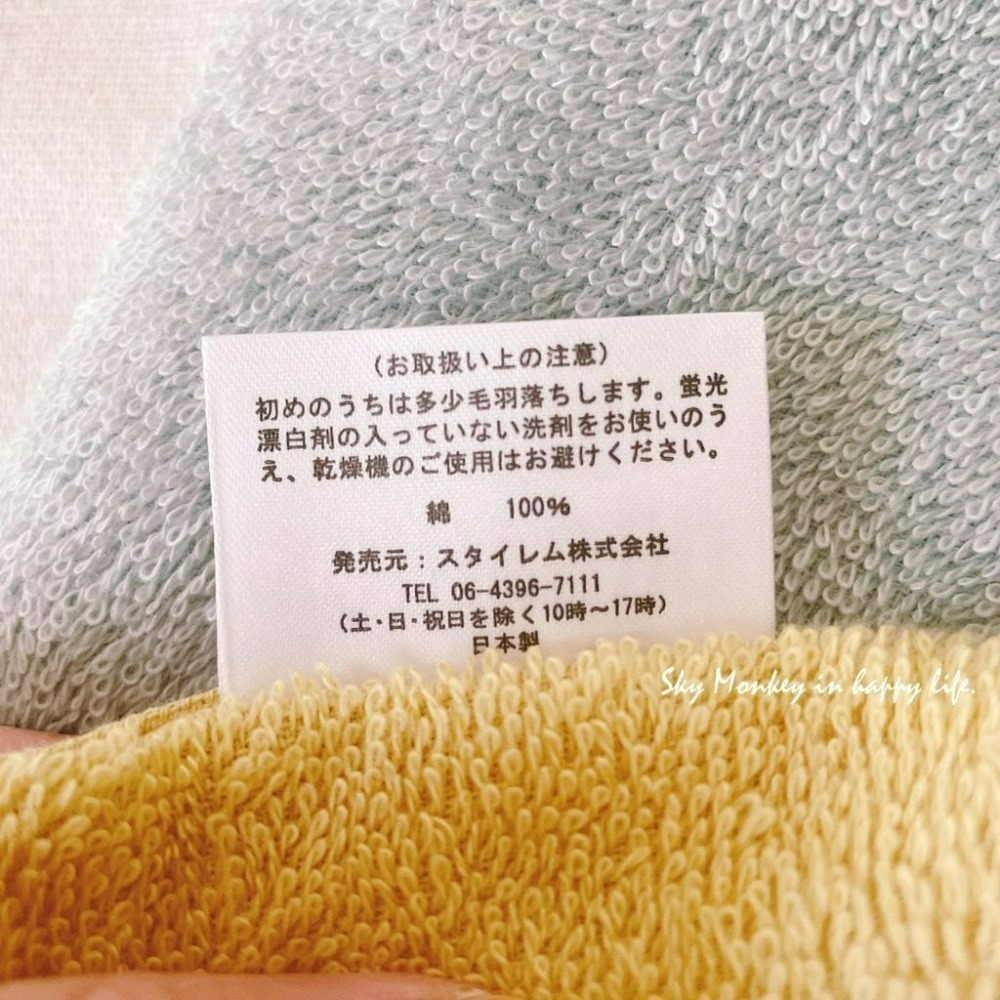 (お取扱い上の注意)
初めのうちは多少毛羽落ちします。蛍光
漂白剤の入っていない洗剤をお使いのう
え、乾燥機のご使用はお避けください。
綿 100%
発売元：スタイレム株式会社
TEL 06-4396-7111
(土・日・祝日を除く10時～17時)
日本製
Sky Monkey in happy life.